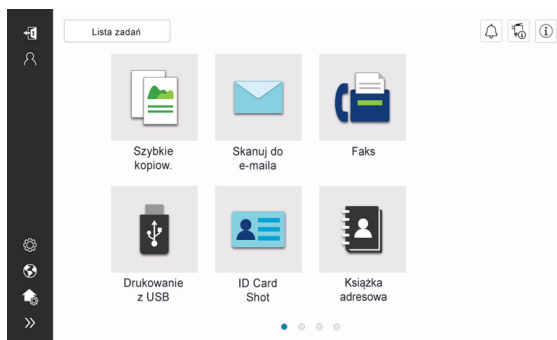 Lista zadań
Szybkie
kopiow.
Skanuj do
e-maila
Faks
Drukowanie
z USB
ID Card
Shot
Książka
adresowa